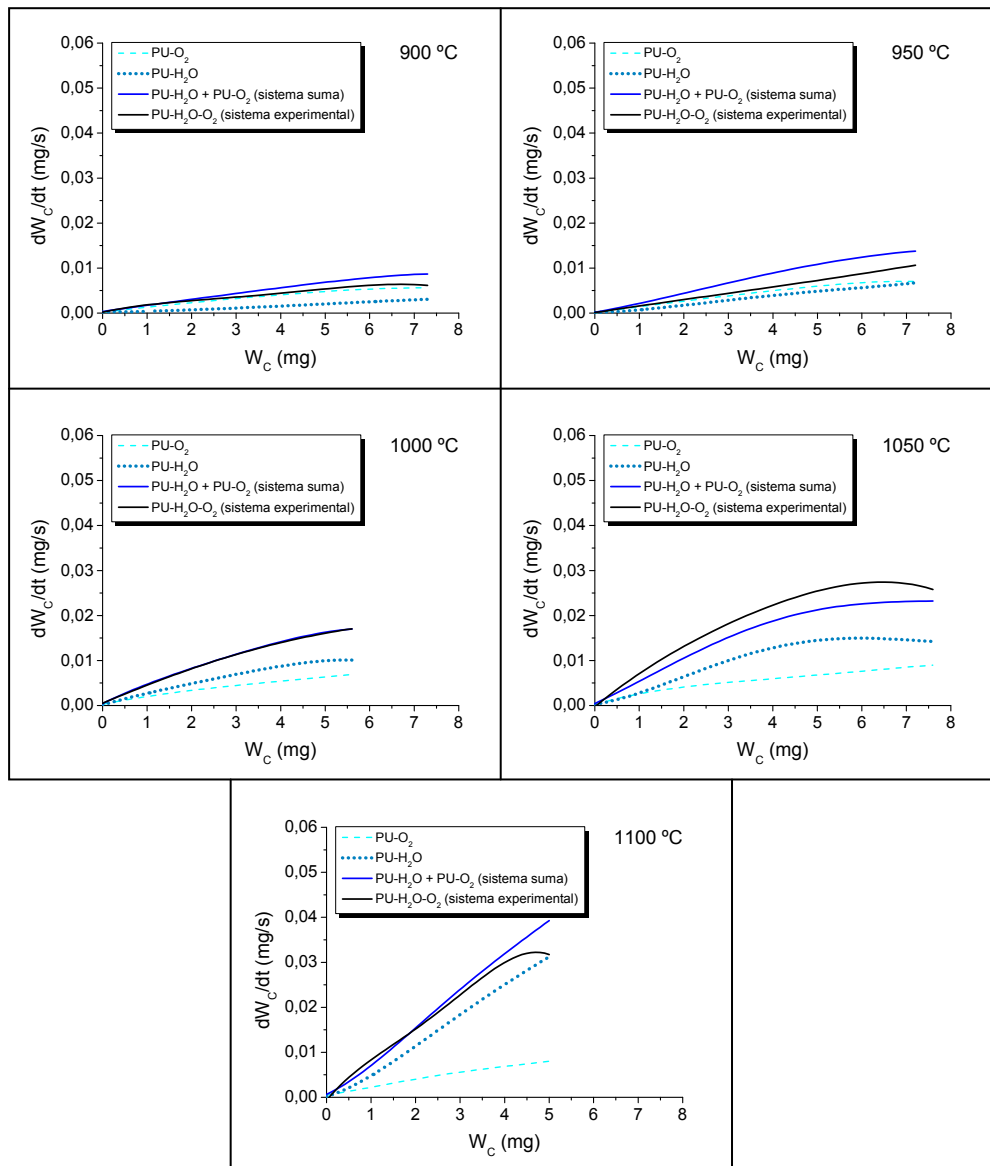 0,06
0,05
0,04
0,03
0,02
0,01
0,00
dW_C/dt (mg/s)
PU-O₂
PU-H₂O
PU-H₂O + PU-O₂ (sistema suma)
PU-H₂O-O₂ (sistema experimental)
900 ºC
0 1 2 3 4 5 6 7 8
W_C (mg)
0,06
0,05
0,04
0,03
0,02
0,01
0,00
dW_C/dt (mg/s)
PU-O₂
PU-H₂O
PU-H₂O + PU-O₂ (sistema suma)
PU-H₂O-O₂ (sistema experimental)
950 ºC
0 1 2 3 4 5 6 7 8
W_C (mg)
0,06
0,05
0,04
0,03
0,02
0,01
0,00
dW_C/dt (mg/s)
PU-O₂
PU-H₂O
PU-H₂O + PU-O₂ (sistema suma)
PU-H₂O-O₂ (sistema experimental)
1000 ºC
0 1 2 3 4 5 6 7 8
W_C (mg)
0,06
0,05
0,04
0,03
0,02
0,01
0,00
dW_C/dt (mg/s)
PU-O₂
PU-H₂O
PU-H₂O + PU-O₂ (sistema suma)
PU-H₂O-O₂ (sistema experimental)
1050 ºC
0 1 2 3 4 5 6 7 8
W_C (mg)
0,06
0,05
0,04
0,03
0,02
0,01
0,00
dW_C/dt (mg/s)
PU-O₂
PU-H₂O
PU-H₂O + PU-O₂ (sistema suma)
PU-H₂O-O₂ (sistema experimental)
1100 ºC
0 1 2 3 4 5 6 7 8
W_C (mg)